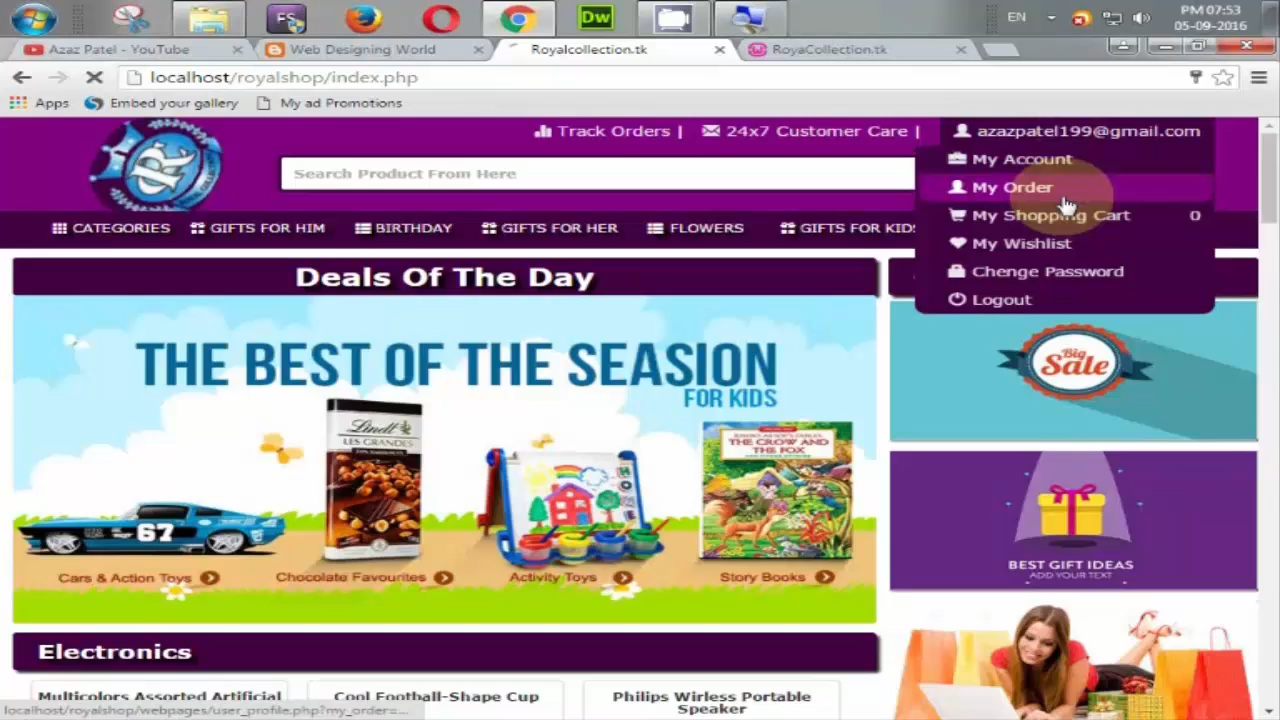 FS
Dw
EN
PM 07:53
05-09-2016
Azaz Patel - YouTube
Web Designing World
Royalcollection.tk
RoyaCollection.tk
localhost/royalshop/index.php
Apps
Embed your gallery
My ad Promotions
Track Orders |
24x7 Customer Care |
azazpatel199@gmail.com
My Account
Search Product From Here
My Order
My Shopping Cart 0
CATEGORIES
GIFTS FOR HIM
BIRTHDAY
GIFTS FOR HER
FLOWERS
GIFTS FOR KIDS
My Wishlist
Chenge Password
Logout
Deals Of The Day
THE BEST OF THE SEASION
FOR KIDS
Big
Sale
Lindt
LES GRANDES
THE CROW AND
THE FOX
67
BEST GIFT IDEAS
ADD YOUR TEXT
Cars & Action Toys
Chocolate Favourites
Activity Toys
Story Books
Electronics
Multicolors Assorted Artificial
Cool Football-Shape Cup
Philips Wirless Portable
Speaker
localhost/royalshop/webpages/user_profile.php?my_order=...